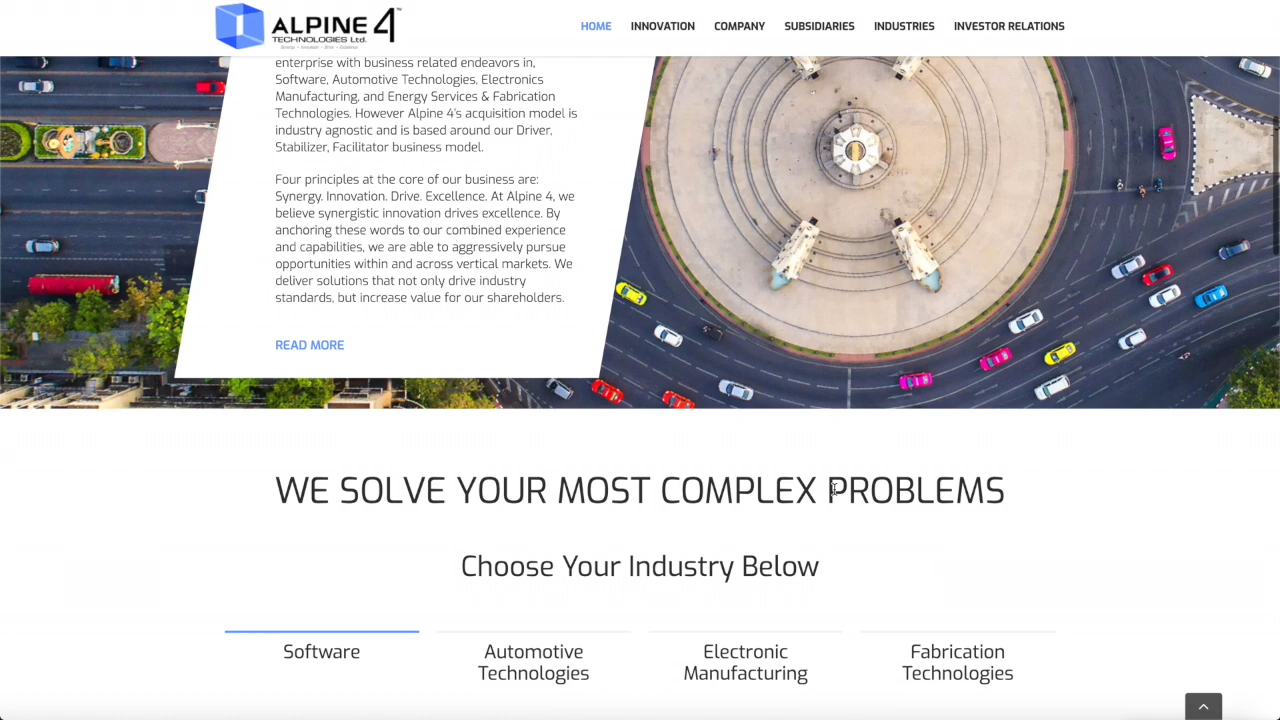 ALPINE 4™
TECHNOLOGIES Ltd.
HOME
INNOVATION
COMPANY
SUBSIDIARIES
INDUSTRIES
INVESTOR RELATIONS
enterprise with business related endeavors in,
Software, Automotive Technologies, Electronics
Manufacturing, and Energy Services & Fabrication
Technologies. However Alpine 4's acquisition model is
industry agnostic and is based around our Driver,
Stabilizer, Facilitator business model.
Four principles at the core of our business are:
Synergy. Innovation. Drive. Excellence. At Alpine 4, we
believe synergistic innovation drives excellence. By
anchoring these words to our combined experience
and capabilities, we are able to aggressively pursue
opportunities within and across vertical markets. We
deliver solutions that not only drive industry
standards, but increase value for our shareholders.
READ MORE
WE SOLVE YOUR MOST COMPLEX PROBLEMS
Choose Your Industry Below
Software
Automotive
Technologies
Electronic
Manufacturing
Fabrication
Technologies